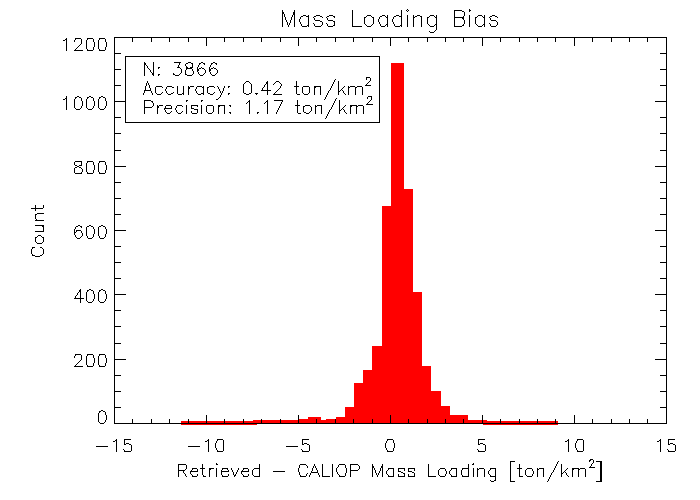 Mass Loading Bias
N: 3866
Accuracy: 0.42 ton/km²
Precision: 1.17 ton/km²
1200
1000
800
600
400
200
0
Count
−15 −10 −5 0 5 10 15
Retrieved − CALIOP Mass Loading [ton/km²]